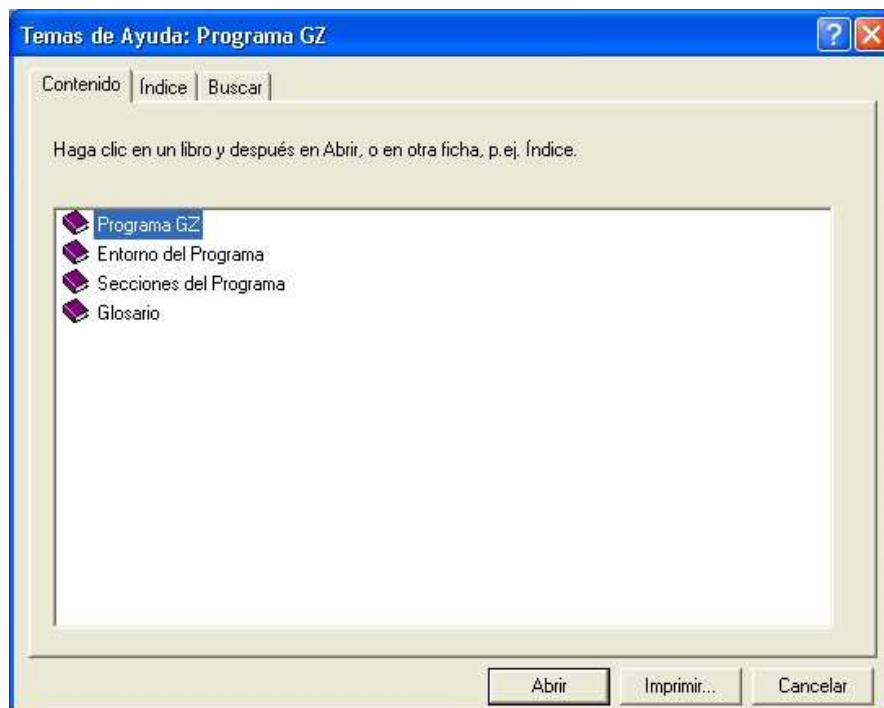 Temas de Ayuda: Programa GZ
Contenido Índice Buscar
Haga clic en un libro y después en Abrir, o en otra ficha, p.ej. Índice.
Programa GZ
Entorno del Programa
Secciones del Programa
Glosario
Abrir Imprimir... Cancelar